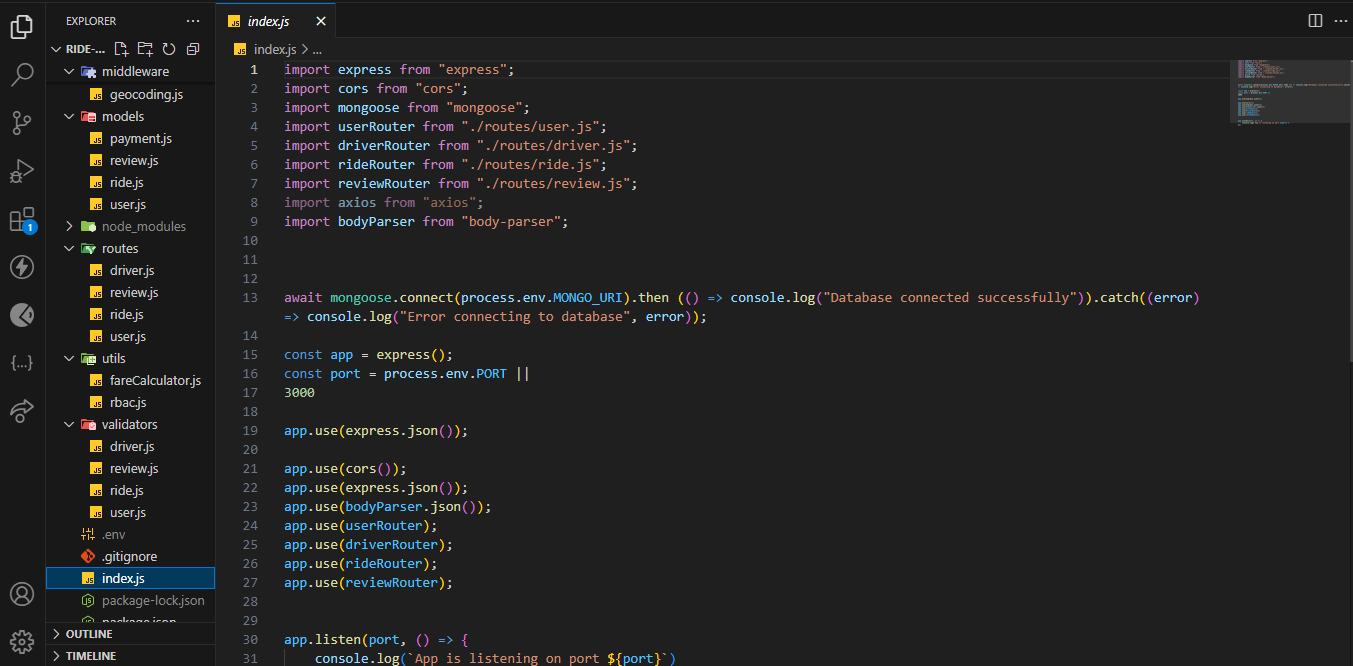 EXPLORER
RIDE-...
middleware
geocoding.js
models
payment.js
review.js
ride.js
user.js
node_modules
routes
driver.js
review.js
ride.js
user.js
utils
fareCalculator.js
rbac.js
validators
driver.js
review.js
ride.js
user.js
.env
.gitignore
index.js
package-lock.json
package.json
OUTLINE
TIMELINE
1
JS index.js
JS index.js > ...
1 import express from "express";
2 import cors from "cors";
3 import mongoose from "mongoose";
4 import userRouter from "./routes/user.js";
5 import driverRouter from "./routes/driver.js";
6 import rideRouter from "./routes/ride.js";
7 import reviewRouter from "./routes/review.js";
8 import axios from "axios";
9 import bodyParser from "body-parser";
10
11
12
13 await mongoose.connect(process.env.MONGO_URI).then (() => console.log("Database connected successfully")).catch((error)
=> console.log("Error connecting to database", error));
14
15 const app = express();
16 const port = process.env.PORT ||
17 3000
18
19 app.use(express.json());
20
21 app.use(cors());
22 app.use(express.json());
23 app.use(bodyParser.json());
24 app.use(userRouter);
25 app.use(driverRouter);
26 app.use(rideRouter);
27 app.use(reviewRouter);
28
29
30 app.listen(port, () => {
31 console.log(`App is listening on port ${port}`)